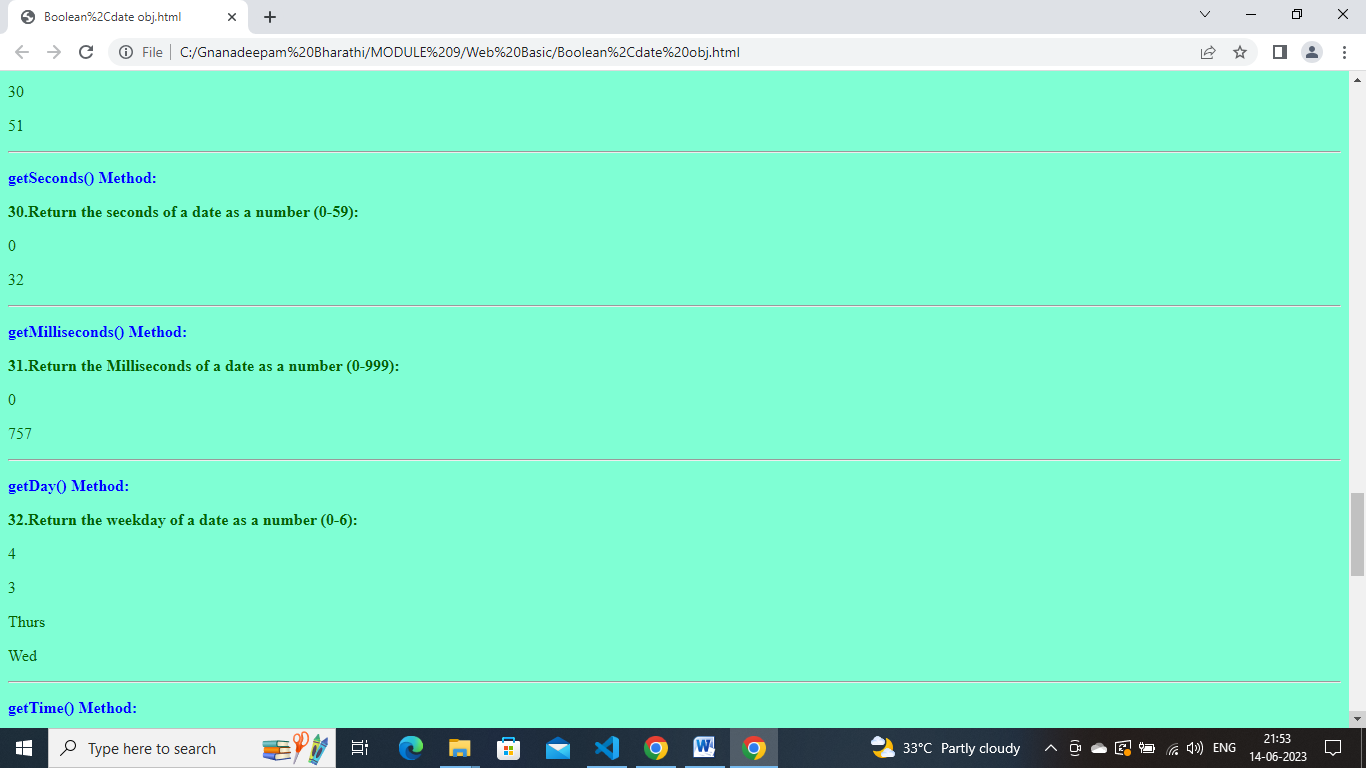 Boolean%2Cdate obj.html
File
C:/Gnanadeepam%20Bharathi/MODULE%209/Web%20Basic/Boolean%2Cdate%20obj.html
30
51
getSeconds() Method:
30.Return the seconds of a date as a number (0-59):
0
32
getMilliseconds() Method:
31.Return the Milliseconds of a date as a number (0-999):
0
757
getDay() Method:
32.Return the weekday of a date as a number (0-6):
4
3
Thurs
Wed
getTime() Method:
Type here to search
33°C Partly cloudy
ENG
21:53
14-06-2023